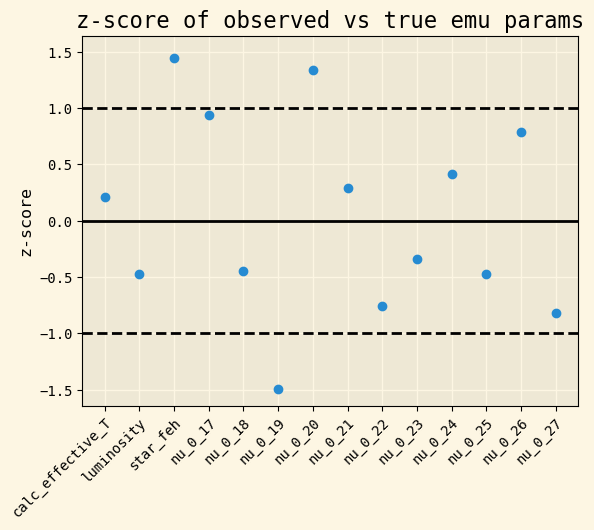 z-score of observed vs true emu params
z-score
1.5
1.0
0.5
0.0
−0.5
−1.0
−1.5
calc_effective_T
luminosity
star_feh
nu_0_17
nu_0_18
nu_0_19
nu_0_20
nu_0_21
nu_0_22
nu_0_23
nu_0_24
nu_0_25
nu_0_26
nu_0_27